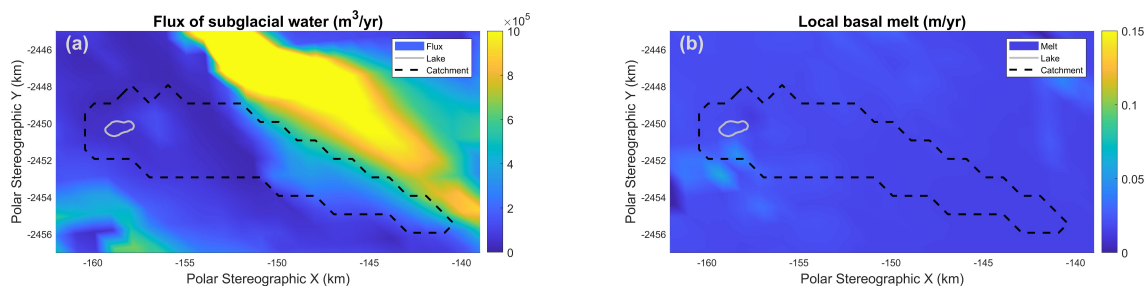 Flux of subglacial water (m³/yr)
(a)
Flux
Lake
Catchment
×10⁵
-2446
-2448
-2450
-2452
-2454
-2456
Polar Stereographic Y (km)
-160
-155
-150
-145
-140
Polar Stereographic X (km)
10
8
6
4
2
0
Local basal melt (m/yr)
(b)
Melt
Lake
Catchment
-2446
-2448
-2450
-2452
-2454
-2456
Polar Stereographic Y (km)
-160
-155
-150
-145
-140
Polar Stereographic X (km)
0.15
0.1
0.05
0